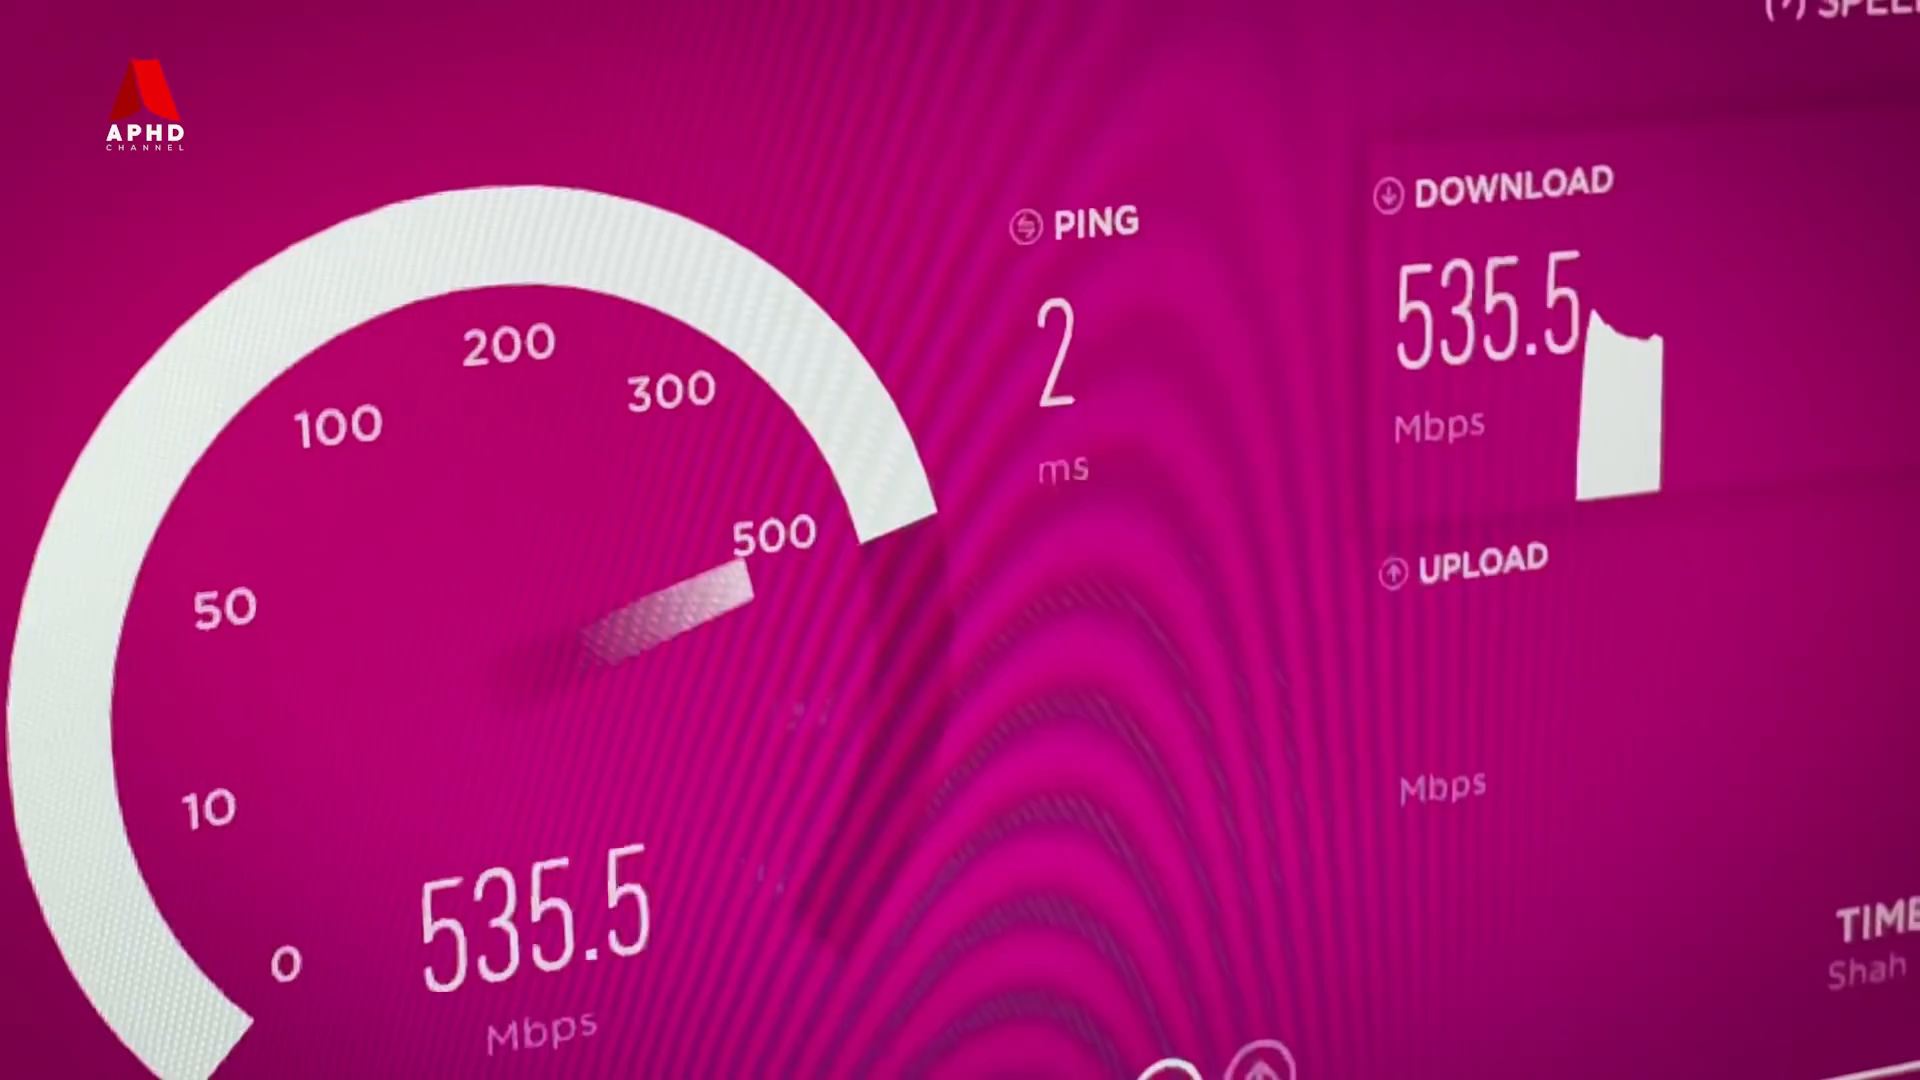 APHD
CHANNEL
PING
2
ms
DOWNLOAD
535.5
Mbps
UPLOAD
Mbps
0
10
50
100
200
300
500
535.5
Mbps
TIME
Shah